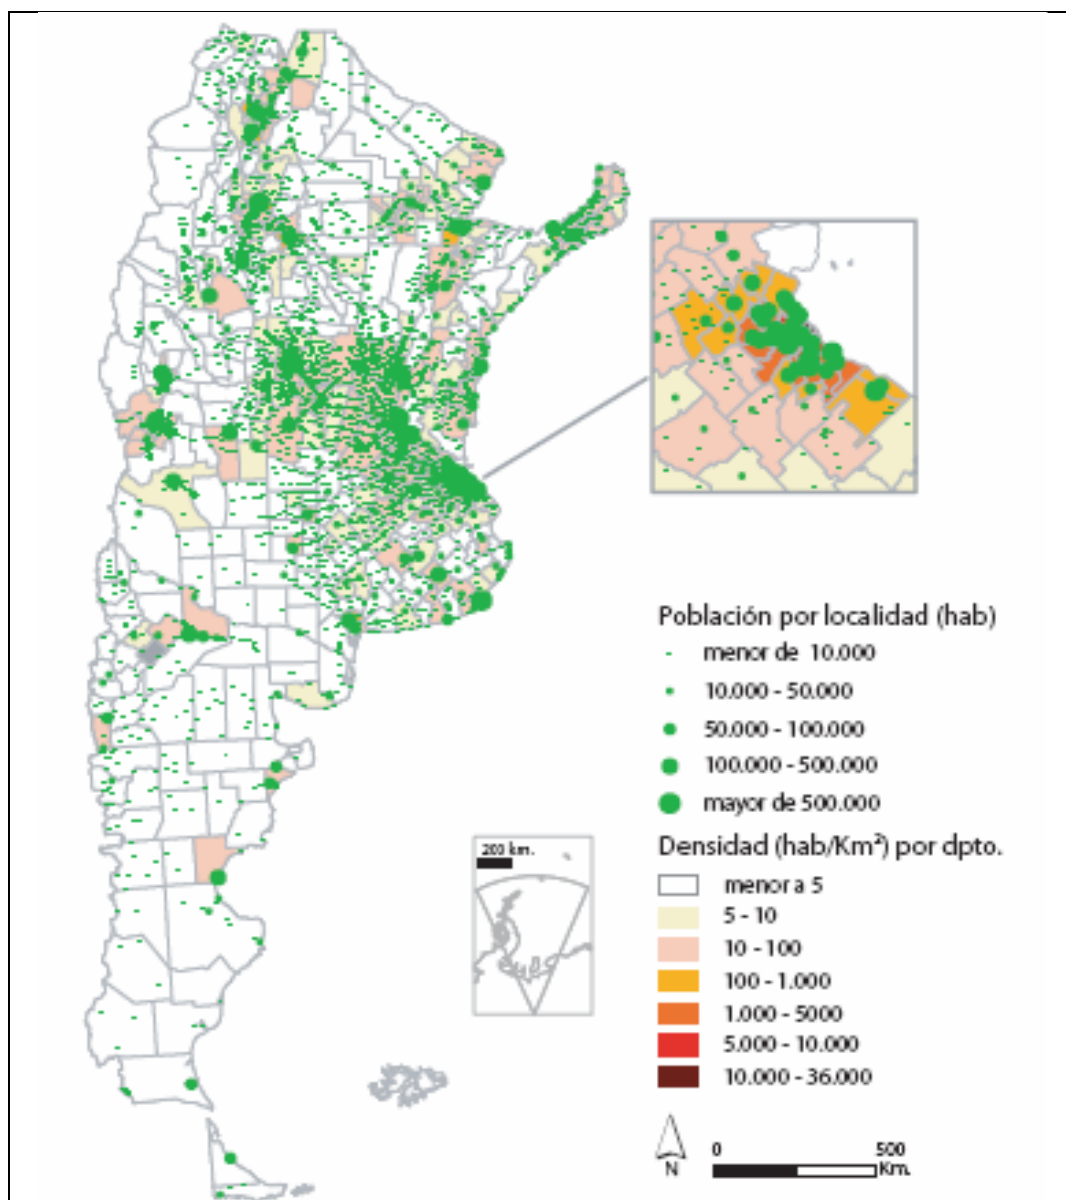 Población por localidad (hab)
menor de 10.000
10.000 - 50.000
50.000 - 100.000
100.000 - 500.000
mayor de 500.000
200 km.
Densidad (hab/Km²) por dpto.
menor a 5
5 - 10
10 - 100
100 - 1.000
1.000 - 5000
5.000 - 10.000
10.000 - 36.000
N
0 500
Km.